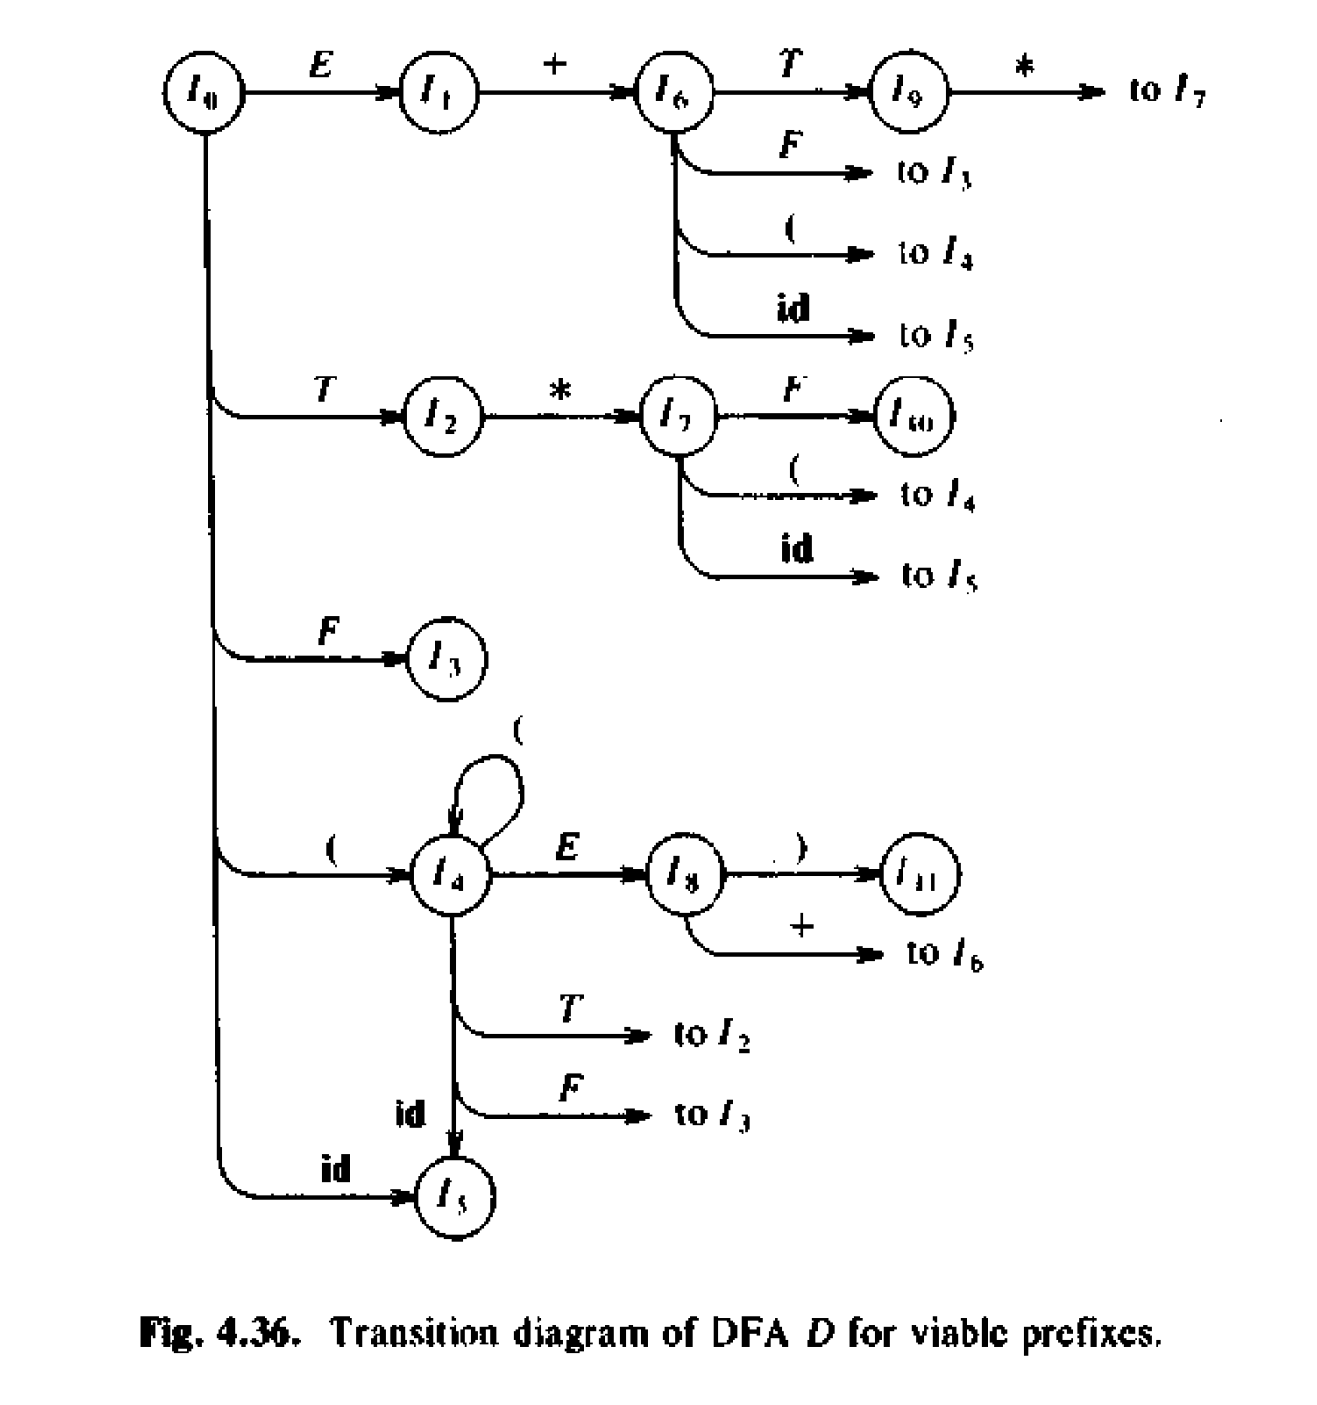 E + T *
I₀ I₁ I₆ I₉ to I₇
F
to I₃
(
to I₄
id
to I₅
T * F
I₂ I₇ I₁₀
(
to I₄
id
to I₅
F
I₃
(
( E )
I₄ I₈ I₁₁
+
to I₆
T
to I₂
F
id to I₃
id
I₅
Fig. 4.36. Transition diagram of DFA D for viable prefixes.